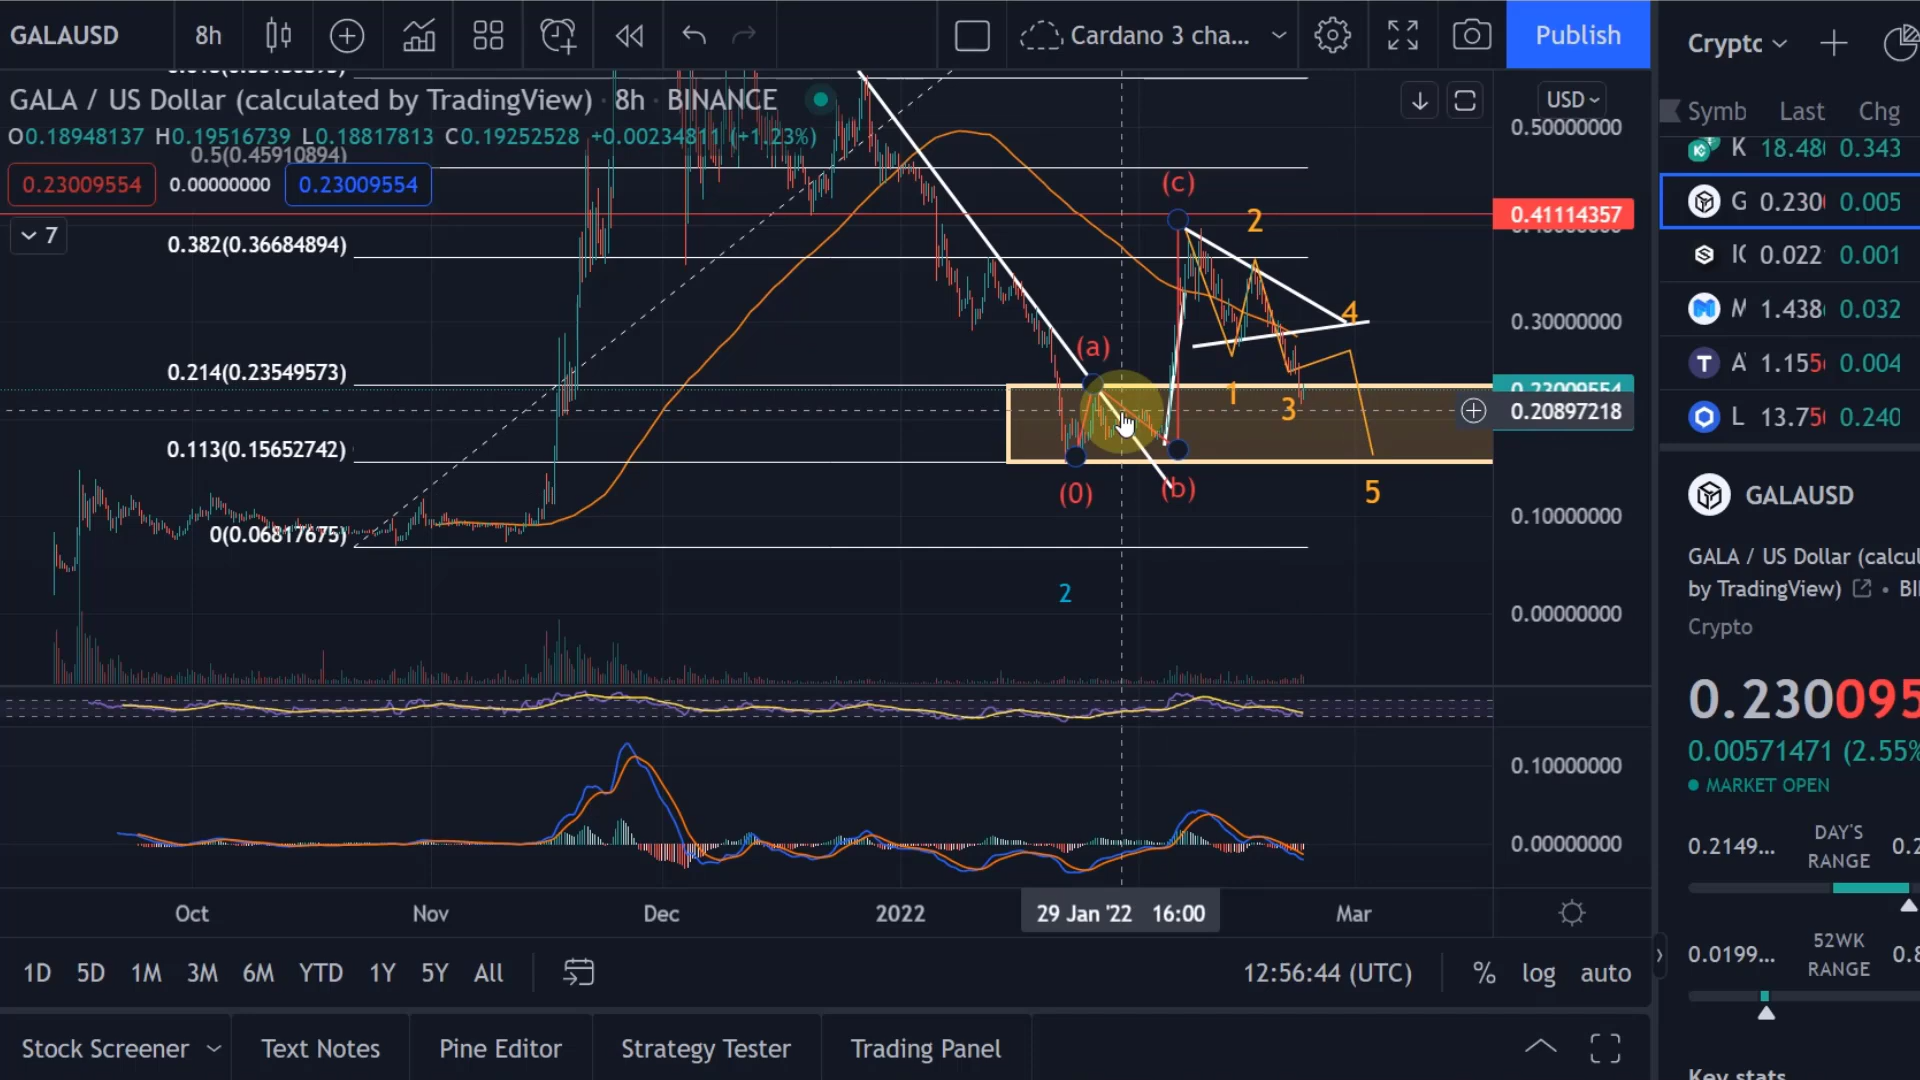 GALAUSD
8h
Cardano 3 cha...
Publish
Crypto
GALA / US Dollar (calculated by TradingView) · 8h · BINANCE
USD
Symb Last Chg
O0.18948137 H0.19516739 L0.18817813 C0.19252528 +0.00234811 (+1.23%)
0.5(0.45910894)
0.23009554
0.00000000
0.23009554
7
0.382(0.36684894)
0.214(0.23549573)
0.113(0.15652742)
0(0.06817675)
(c)
2
(a)
4
1
3
(0)
(b)
5
2
0.50000000
0.41114357
0.30000000
0.23009554
0.20897218
0.10000000
0.00000000
0.10000000
0.00000000
K 18.48 0.343
G 0.230 0.005
0.022 0.001
1.438 0.032
1.155 0.004
L 13.75 0.240
GALAUSD
GALA / US Dollar (calcul
by TradingView) • BI
Crypto
0.230095
0.00571471 (2.55%
MARKET OPEN
0.2149... DAY'S RANGE 0.2
0.0199... 52WK RANGE 0.8
Key stats
Oct Nov Dec 2022 29 Jan '22 16:00 Mar
1D 5D 1M 3M 6M YTD 1Y 5Y All
12:56:44 (UTC) % log auto
Stock Screener Text Notes Pine Editor Strategy Tester Trading Panel